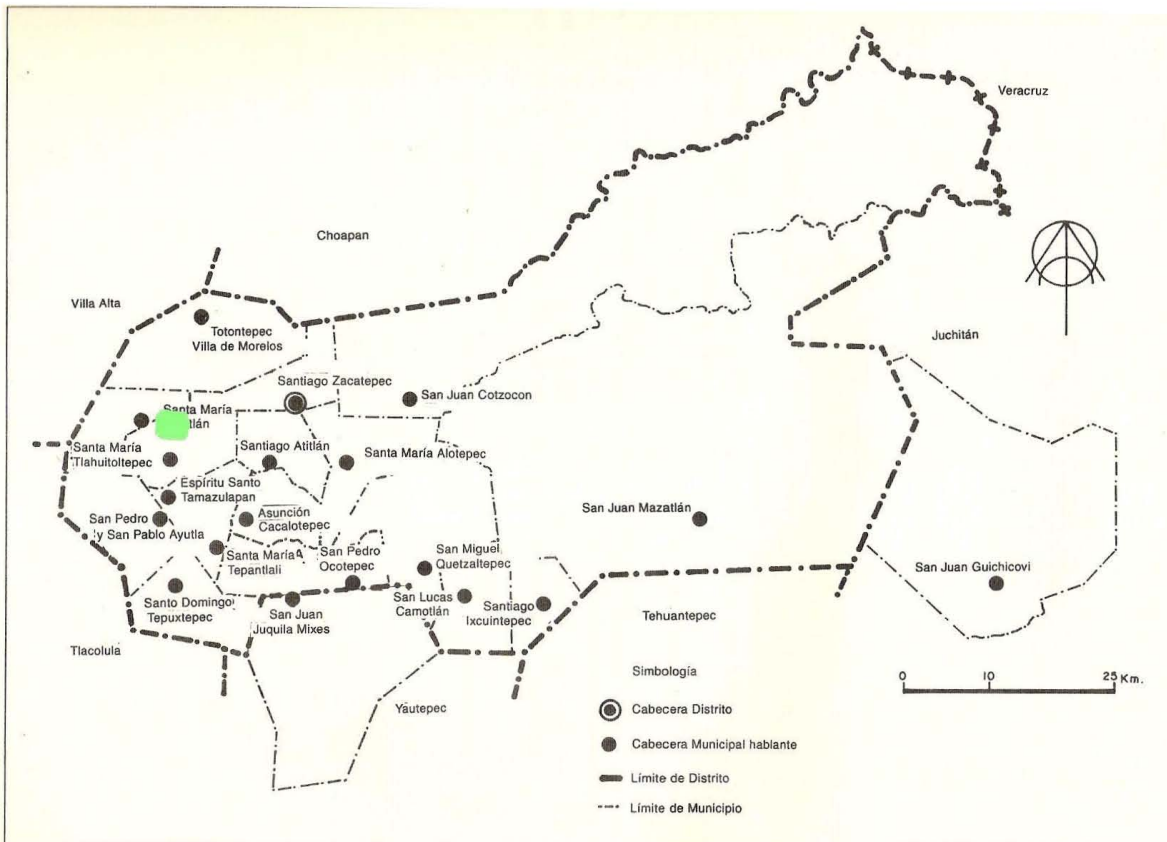 Veracruz
Choapan
Villa Alta
Totontepec
Villa de Morelos
Juchitán
Santiago Zacatepec
San Juan Cotzocon
Santa María
tlán
Santa María
Tlahuitoltepec
Santiago Atitlán
Santa María Alotepec
Espíritu Santo
Tamazulapan
San Pedro
y San Pablo Ayutla
Asunción
Cacalotepec
San Juan Mazatlán
Santa María
Tepantlali
San Pedro
Ocotepec
San Miguel
Quetzaltepec
San Juan Guichicovi
Santo Domingo
Tepuxtepec
San Juan
Juquila Mixes
San Lucas
Camotlán
Santiago
Ixcuintepec
Tehuantepec
Tlacolula
Yautepec
Simbología
0 10 25 Km.
Cabecera Distrito
Cabecera Municipal hablante
Límite de Distrito
Límite de Municipio